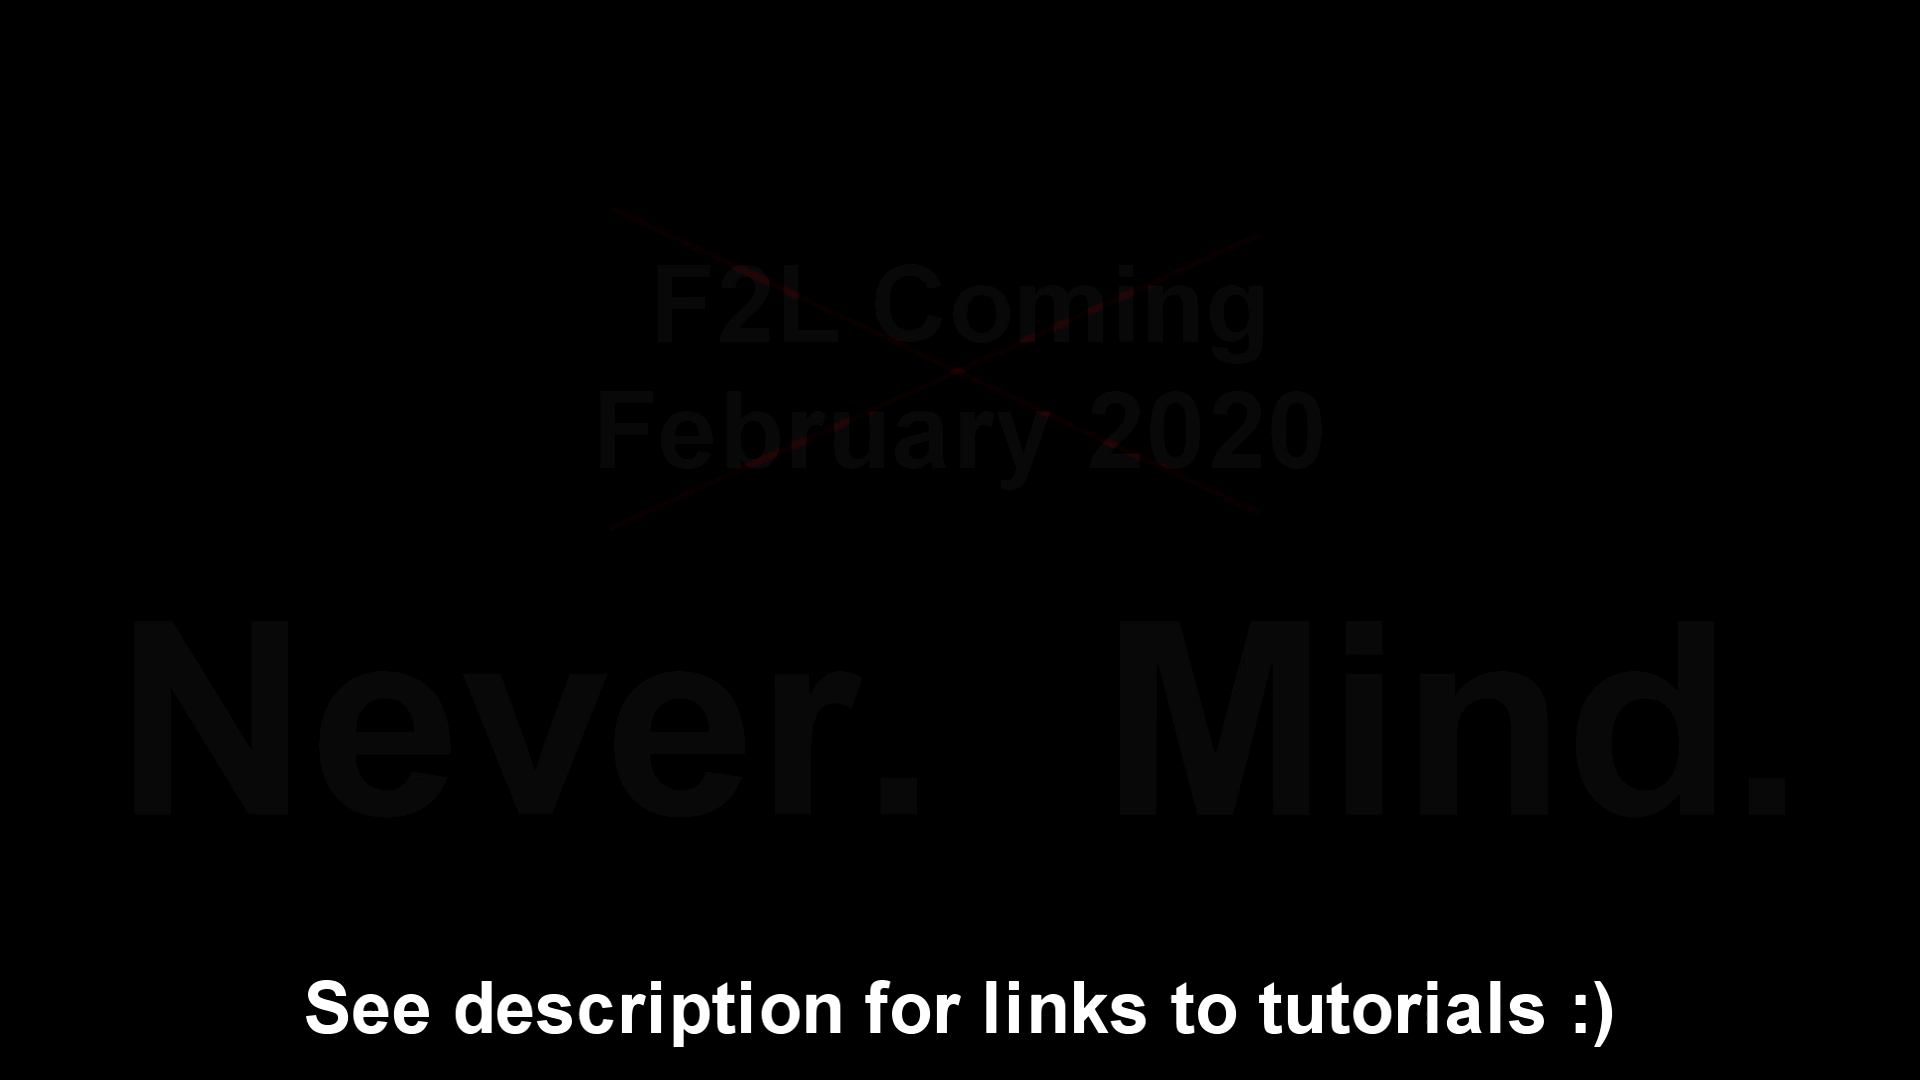 F2L Coming
February 2020
Never. Mind.
See description for links to tutorials :)